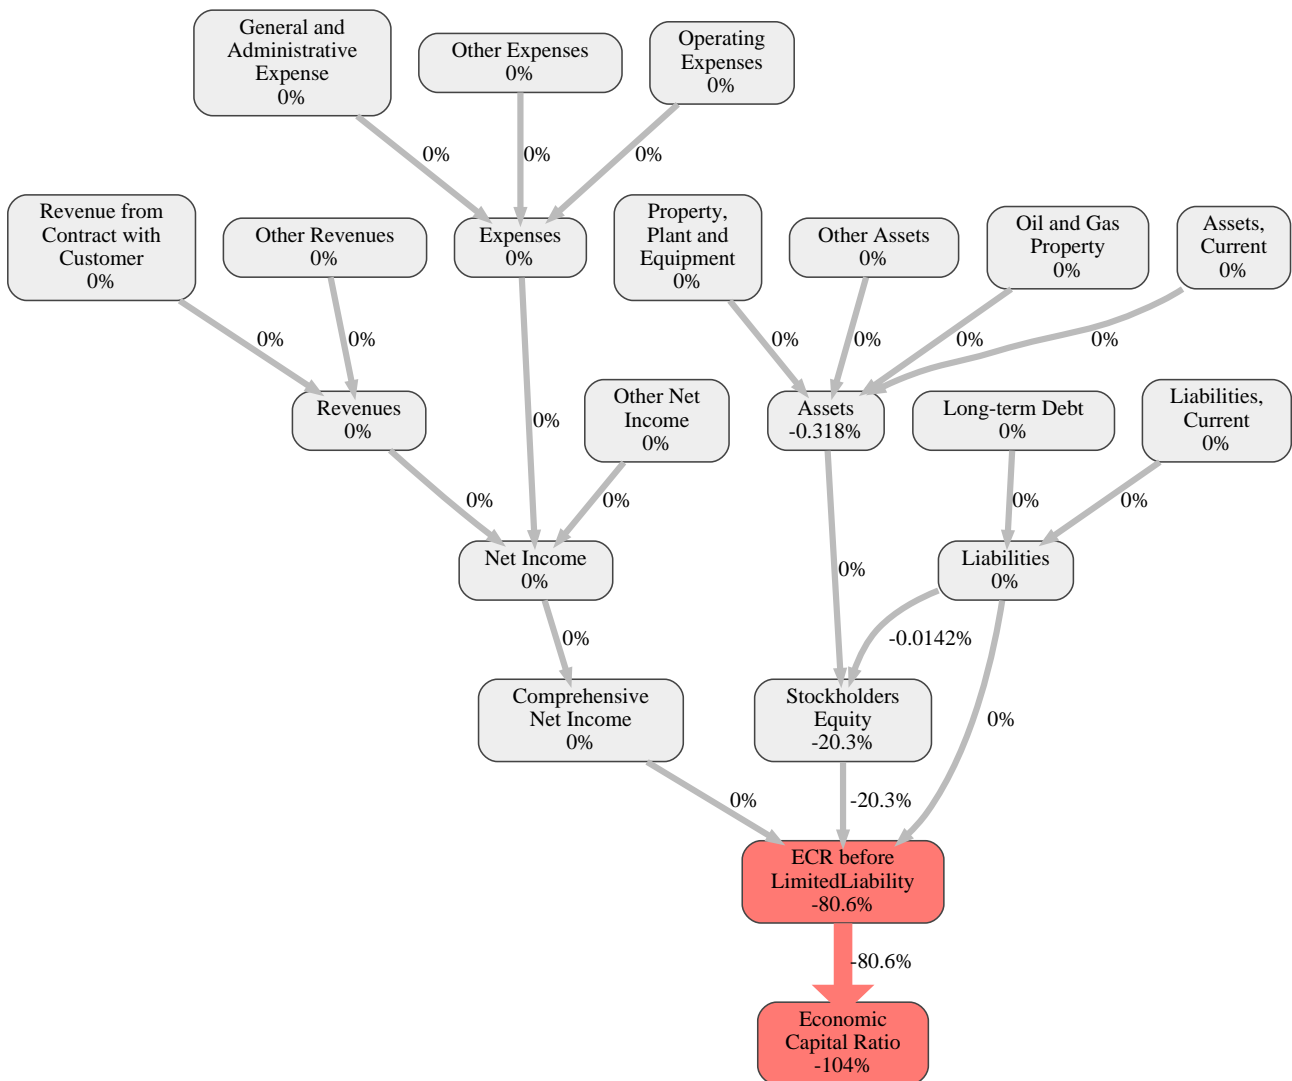 General and
Administrative
Expense
0%
Other Expenses
0%
Operating
Expenses
0%
0%
0%
0%
Revenue from
Contract with
Customer
0%
Other Revenues
0%
Expenses
0%
Property,
Plant and
Equipment
0%
Other Assets
0%
Oil and Gas
Property
0%
Assets,
Current
0%
0%
0%
0%
0%
0%
0%
Revenues
0%
0%
Other Net
Income
0%
Assets
-0.318%
Long-term Debt
0%
Liabilities,
Current
0%
0%
0%
0%
0%
Net Income
0%
0%
Liabilities
0%
0%
-0.0142%
Comprehensive
Net Income
0%
Stockholders
Equity
-20.3%
0%
0%
-20.3%
ECR before
LimitedLiability
-80.6%
-80.6%
Economic
Capital Ratio
-104%